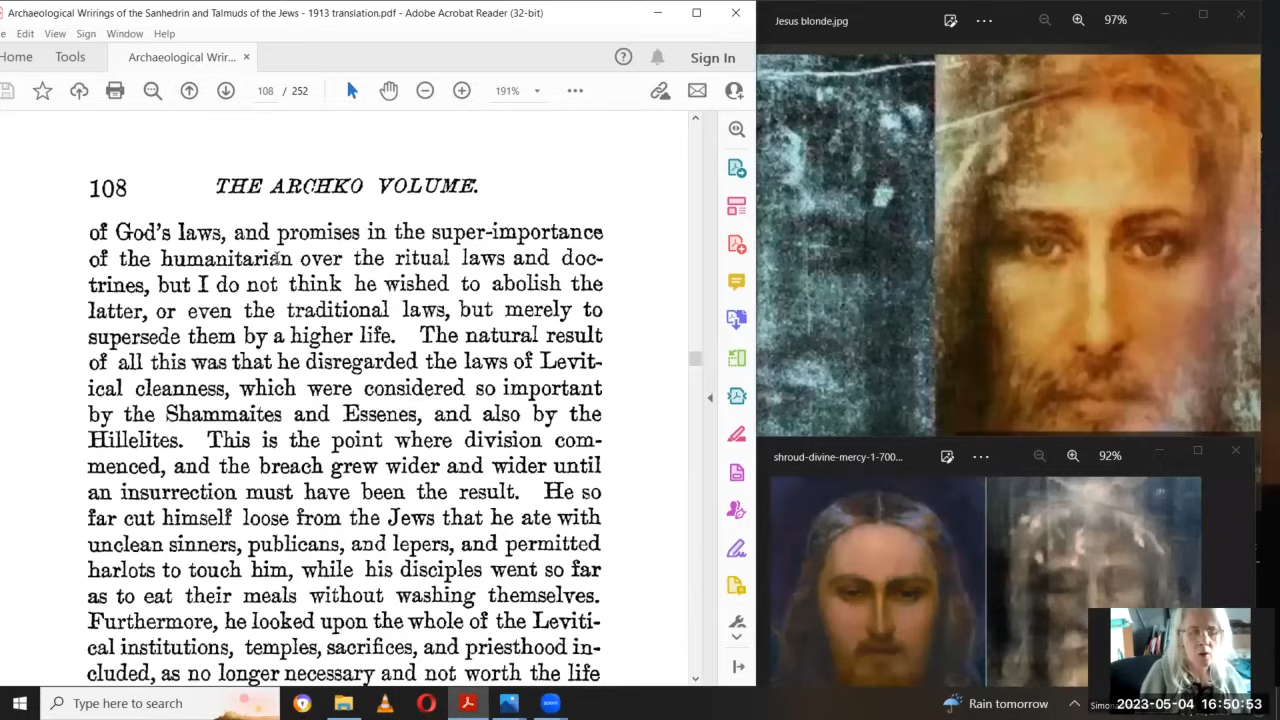 Archaeological Wrirings of the Sanhedrin and Talmuds of the Jews - 1913 translation.pdf - Adobe Acrobat Reader (32-bit)
e Edit View Sign Window Help
Home Tools Archaeological Wrir... × Sign In
108 / 252 191%
108 THE ARCHKO VOLUME.
of God's laws, and promises in the super-importance
of the humanitarian over the ritual laws and doc-
trines, but I do not think he wished to abolish the
latter, or even the traditional laws, but merely to
supersede them by a higher life. The natural result
of all this was that he disregarded the laws of Levit-
ical cleanness, which were considered so important
by the Shammaites and Essenes, and also by the
Hillelites. This is the point where division com-
menced, and the breach grew wider and wider until
an insurrection must have been the result. He so
far cut himself loose from the Jews that he ate with
unclean sinners, publicans, and lepers, and permitted
harlots to touch him, while his disciples went so far
as to eat their meals without washing themselves.
Furthermore, he looked upon the whole of the Leviti-
cal institutions, temples, sacrifices, and priesthood in-
cluded, as no longer necessary and not worth the life
Jesus blonde.jpg 97%
shroud-divine-mercy-1-700... 92%
Type here to search
Rain tomorrow
Simona
2023-05-04 16:50:53